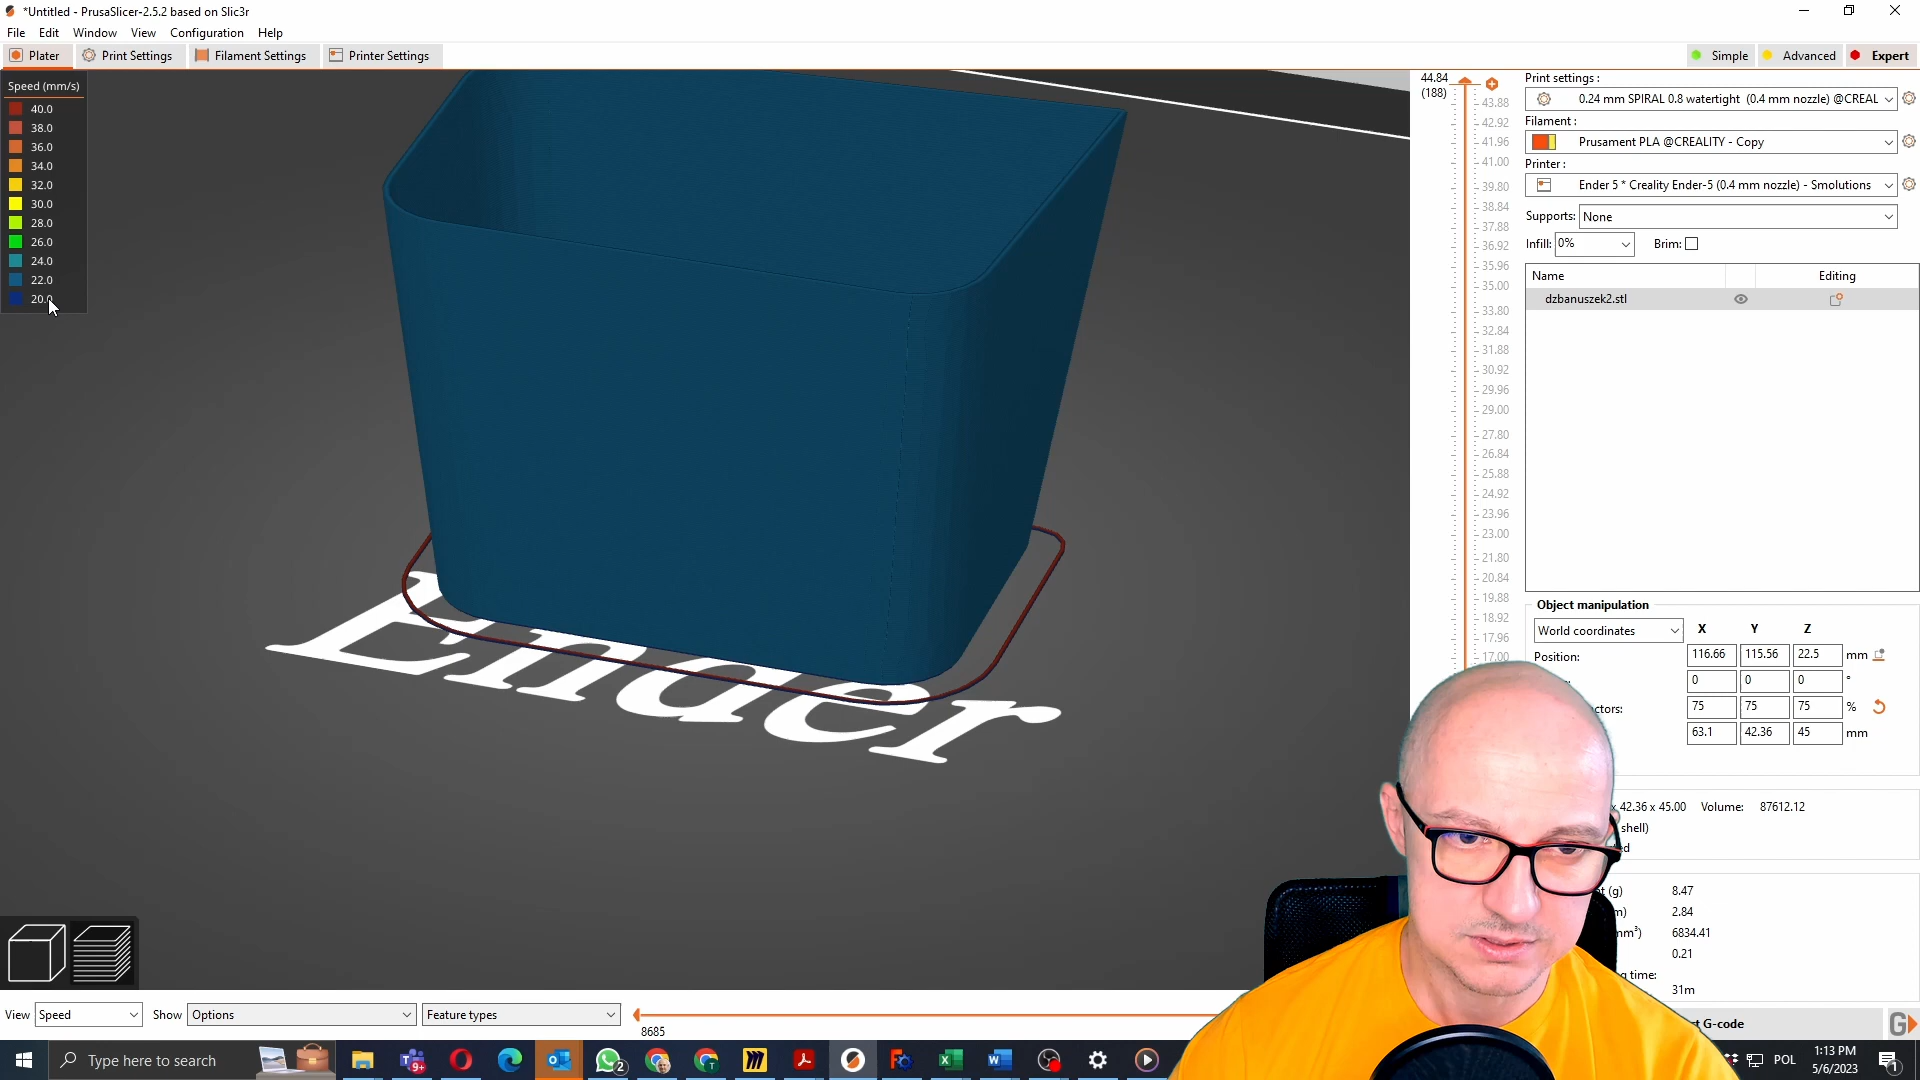 *Untitled - PrusaSlicer-2.5.2 based on Slic3r
File Edit Window View Configuration Help
Plater Print Settings Filament Settings Printer Settings Simple Advanced Expert
Speed (mm/s)
40.0
38.0
36.0
34.0
32.0
30.0
28.0
26.0
24.0
22.0
20.0
Ender
44.84
(188)
43.88
42.92
41.96
41.00
39.80
38.84
37.88
36.92
35.96
35.00
33.80
32.84
31.88
30.92
29.96
29.00
27.80
26.84
25.88
24.92
23.96
23.00
21.80
20.84
19.88
18.92
17.96
17.00
Print settings :
0.24 mm SPIRAL 0.8 watertight (0.4 mm nozzle) @CREAL
Filament :
Prusament PLA @CREALITY - Copy
Printer :
Ender 5 * Creality Ender-5 (0.4 mm nozzle) - Smolutions
Supports: None
Infill: 0% Brim:
Name Editing
dzbanuszek2.stl
Object manipulation
World coordinates X Y Z
Position: 116.66 115.56 22.5 mm
0 0 0 °
ctors: 75 75 75 %
63.1 42.36 45 mm
x 42.36 x 45.00 Volume: 87612.12
shell)
ed
t (g) 8.47
m) 2.84
mm³) 6834.41
0.21
g time:
31m
View Speed Show Options Feature types
8685
t G-code
Type here to search
9+
2
POL
1:13 PM
5/6/2023
1